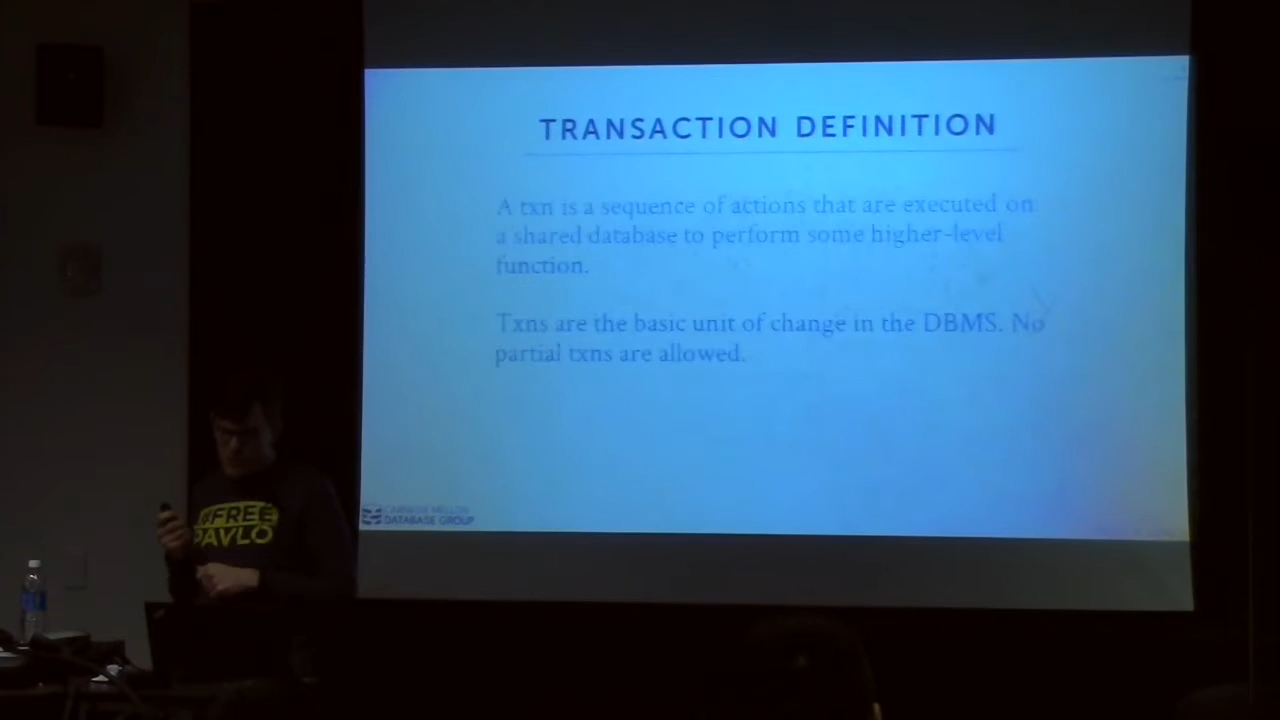 TRANSACTION DEFINITION
A txn is a sequence of actions that are executed on
a shared database to perform some higher-level
function.
Txns are the basic unit of change in the DBMS. No
partial txns are allowed.
CARNEGIE MELLON
DATABASE GROUP
#FREE
PAVLO